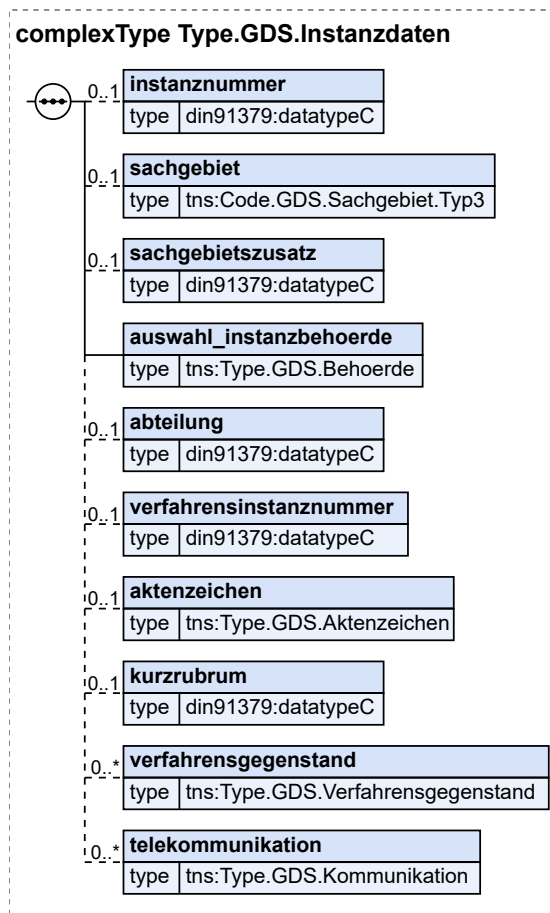 complexType Type.GDS.Instanzdaten
0..1 instanznummer
type din91379:datatypeC
0..1 sachgebiet
type tns:Code.GDS.Sachgebiet.Typ3
0..1 sachgebietszusatz
type din91379:datatypeC
auswahl_instanzbehoerde
type tns:Type.GDS.Behoerde
0..1 abteilung
type din91379:datatypeC
0..1 verfahrensinstanznummer
type din91379:datatypeC
0..1 aktenzeichen
type tns:Type.GDS.Aktenzeichen
0..1 kurzrubrum
type din91379:datatypeC
0..* verfahrensgegenstand
type tns:Type.GDS.Verfahrensgegenstand
0..* telekommunikation
type tns:Type.GDS.Kommunikation